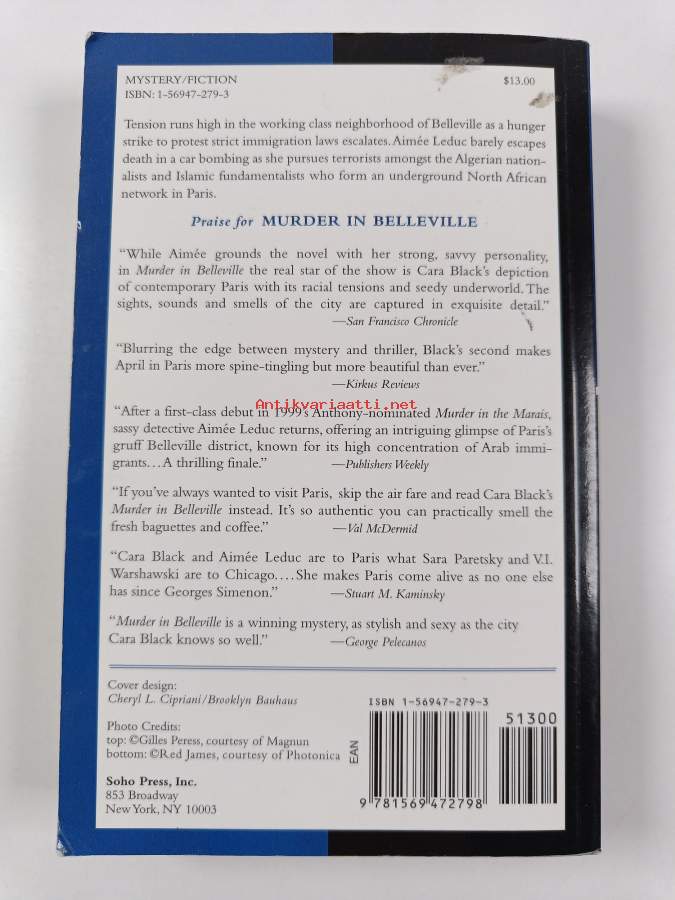 MYSTERY/FICTION
$13.00
ISBN: 1-56947-279-3
Tension runs high in the working class neighborhood of Belleville as a hunger
strike to protest strict immigration laws escalates. Aimée Leduc barely escapes
death in a car bombing as she pursues terrorists amongst the Algerian nation-
alists and Islamic fundamentalists who form an underground North African
network in Paris.
Praise for MURDER IN BELLEVILLE
“While Aimée grounds the novel with her strong, savvy personality,
in Murder in Belleville the real star of the show is Cara Black’s depiction
of contemporary Paris with its racial tensions and seedy underworld. The
sights, sounds and smells of the city are captured in exquisite detail.”
—San Francisco Chronicle
“Blurring the edge between mystery and thriller, Black’s second makes
April in Paris more spine-tingling but more beautiful than ever.”
—Kirkus Reviews
Antikvariaatti.net
“After a first-class debut in 1999’s Anthony-nominated Murder in the Marais,
sassy detective Aimée Leduc returns, offering an intriguing glimpse of Paris’s
gruff Belleville district, known for its high concentration of Arab immi-
grants...A thrilling finale.” —Publishers Weekly
“If you’ve always wanted to visit Paris, skip the air fare and read Cara Black’s
Murder in Belleville instead. It’s so authentic you can practically smell the
fresh baguettes and coffee.” —Val McDermid
“Cara Black and Aimée Leduc are to Paris what Sara Paretsky and V.I.
Warshawski are to Chicago....She makes Paris come alive as no one else
has since Georges Simenon.” —Stuart M. Kaminsky
“Murder in Belleville is a winning mystery, as stylish and sexy as the city
Cara Black knows so well.” —George Pelecanos
Cover design:
Cheryl L. Cipriani/Brooklyn Bauhaus
Photo Credits:
top: ©Gilles Peress, courtesy of Magnun
bottom: ©Red James, courtesy of Photonica
Soho Press, Inc.
853 Broadway
New York, NY 10003
ISBN 1-56947-279-3
51300
EAN
9 781569 472798